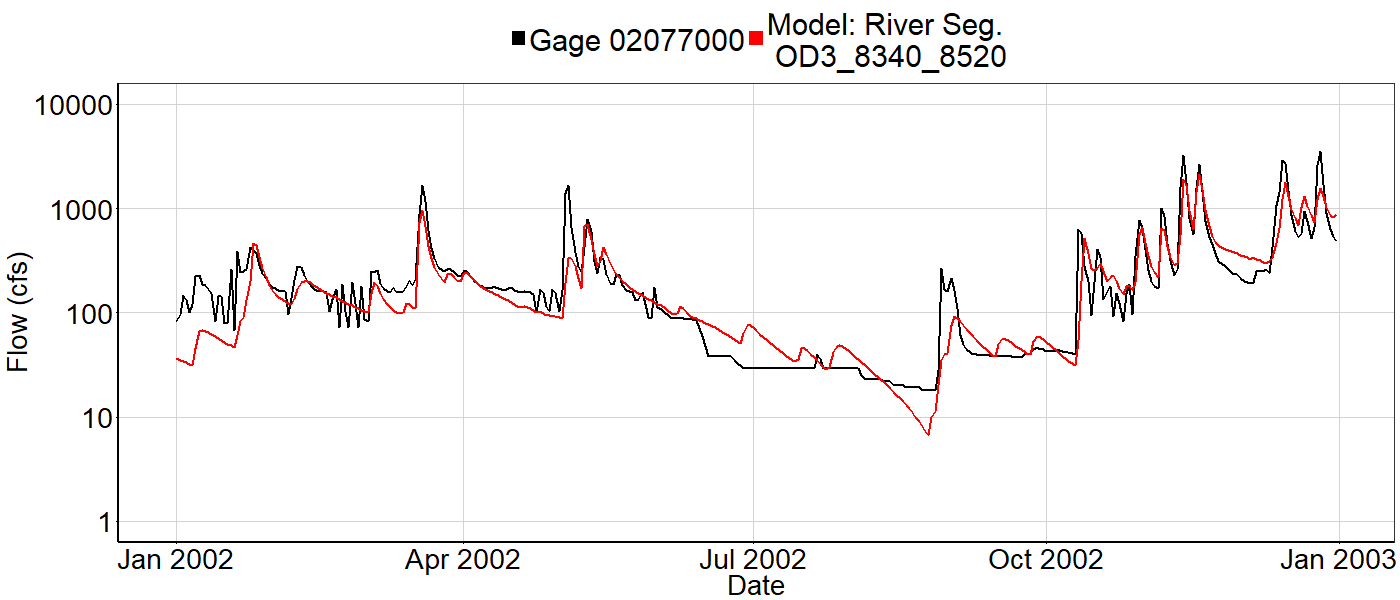 Gage 02077000
Model: River Seg.
OD3_8340_8520
Flow (cfs)
10000
1000
100
10
1
Jan 2002
Apr 2002
Jul 2002
Oct 2002
Jan 2003
Date